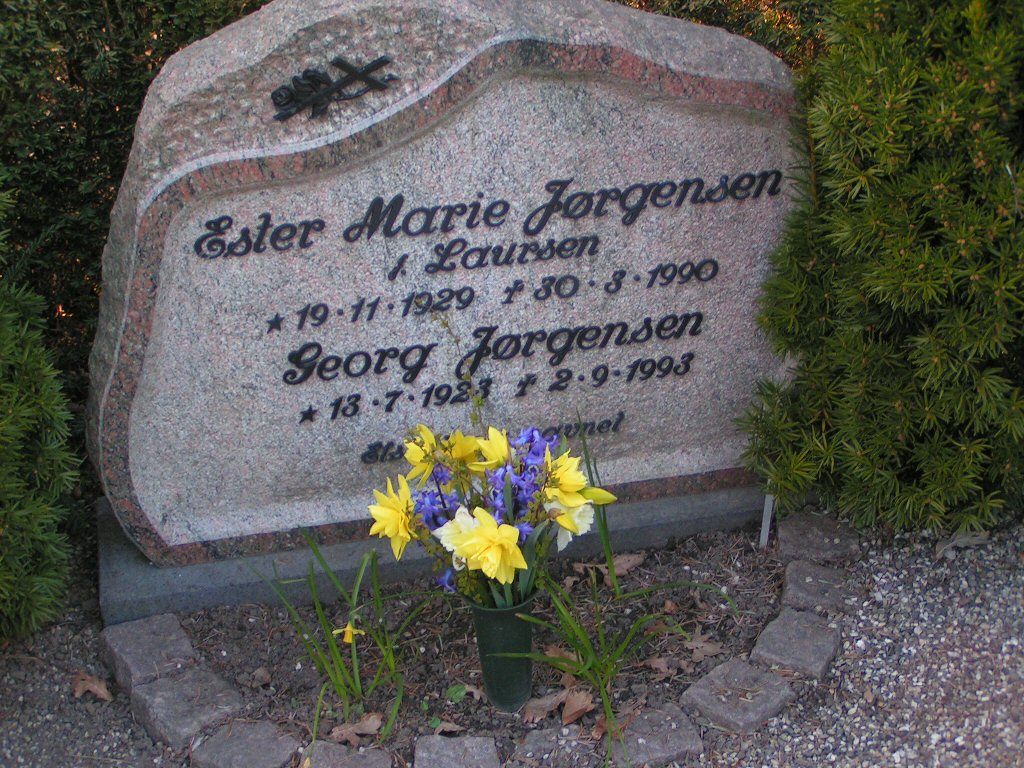 Ester Marie Jørgensen
f. Laursen
★ 19·11·1929 ✝ 30·3·1990
Georg Jørgensen
★ 13·7·1923 ✝ 2·9·1993